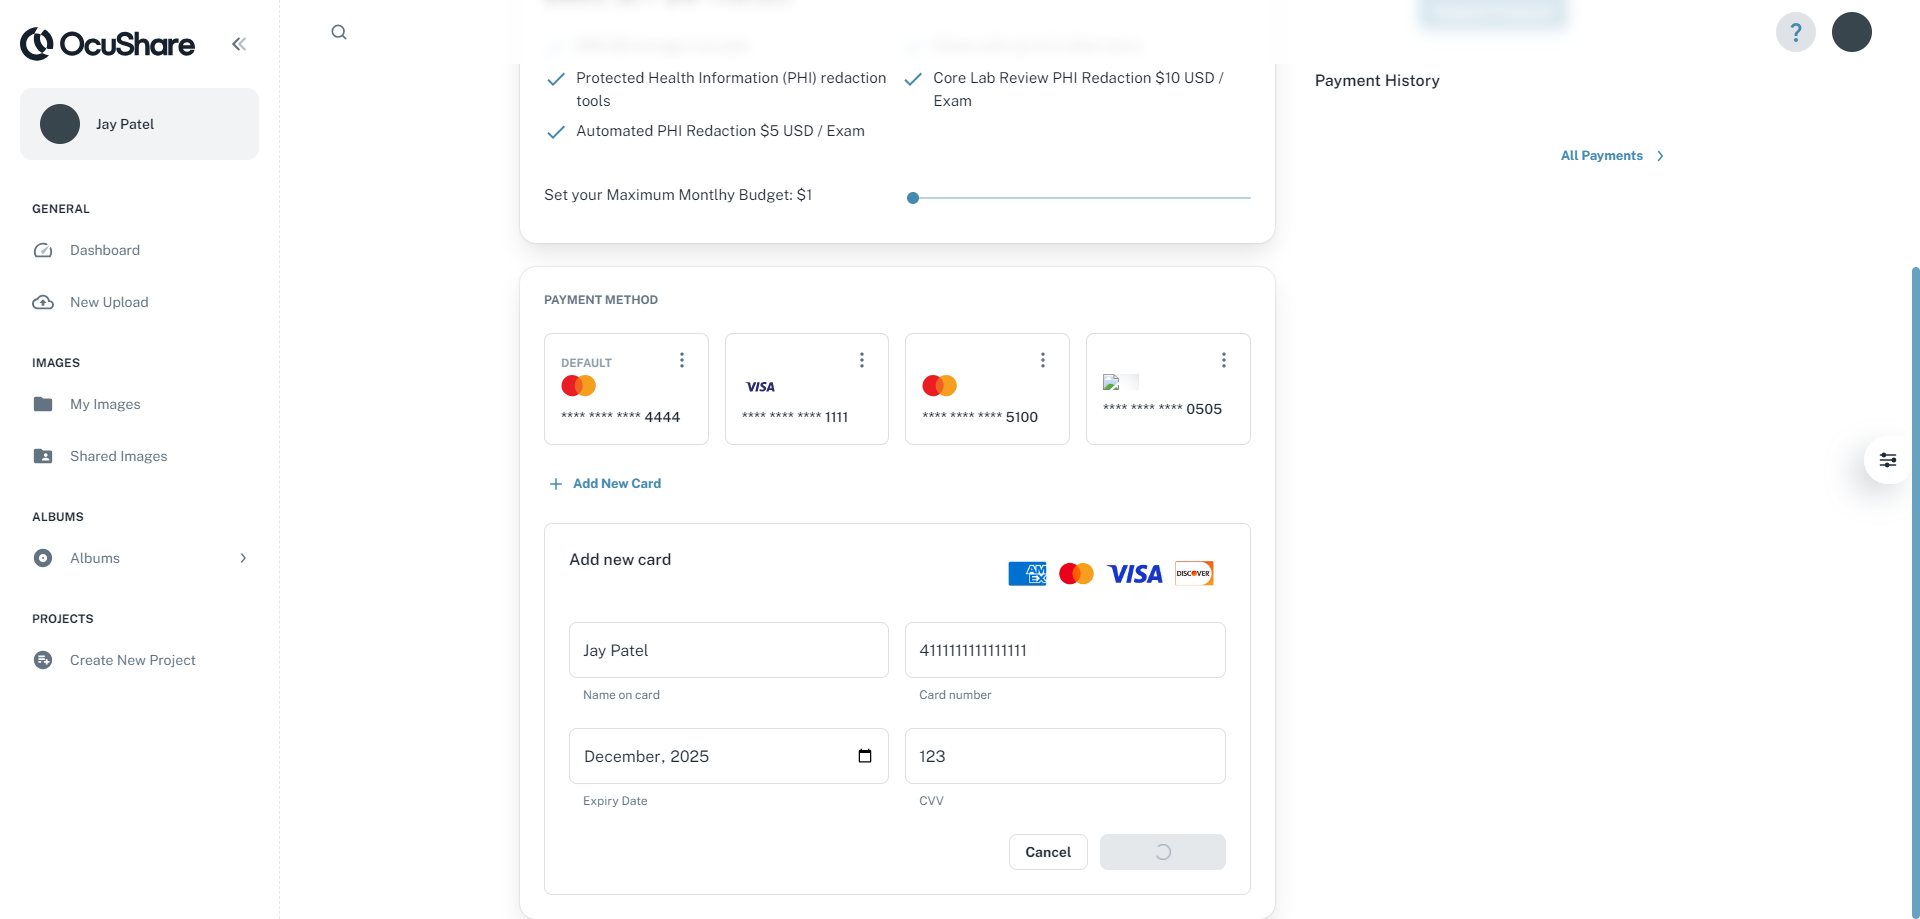 OcuShare
Jay Patel
GENERAL
Dashboard
New Upload
IMAGES
My Images
Shared Images
ALBUMS
Albums
PROJECTS
Create New Project
?
Protected Health Information (PHI) redaction
tools
Core Lab Review PHI Redaction $10 USD /
Exam
Automated PHI Redaction $5 USD / Exam
Set your Maximum Montlhy Budget: $1
PAYMENT METHOD
DEFAULT
**** **** **** 4444
VISA
**** **** **** 1111
**** **** **** 5100
**** **** **** 0505
Add New Card
Add new card
AM
EX
VISA
DISCOVER
Jay Patel
Name on card
4111111111111111
Card number
December, 2025
Expiry Date
123
CVV
Cancel
Payment History
All Payments